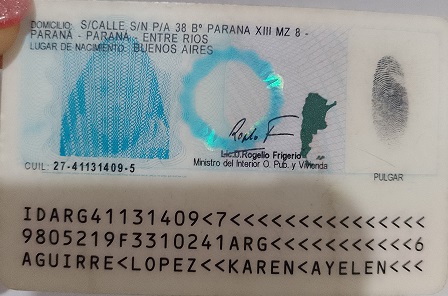 DOMICILIO: S/CALLE S/N P/A 38 Bº PARANA XIII MZ 8 -
PARANA - PARANA - ENTRE RIOS
LUGAR DE NACIMIENTO: BUENOS AIRES
Lic. D. Rogelio Frigerio
Ministro del Interior O. Pub. y Vivienda
CUIL: 27-41131409-5
PULGAR
IDARG41131409<7<<<<<<<<<<<<<<<
9805219F3310241ARG<<<<<<<<<<<6
AGUIRRE<LOPEZ<<KAREN<AYELEN<<<